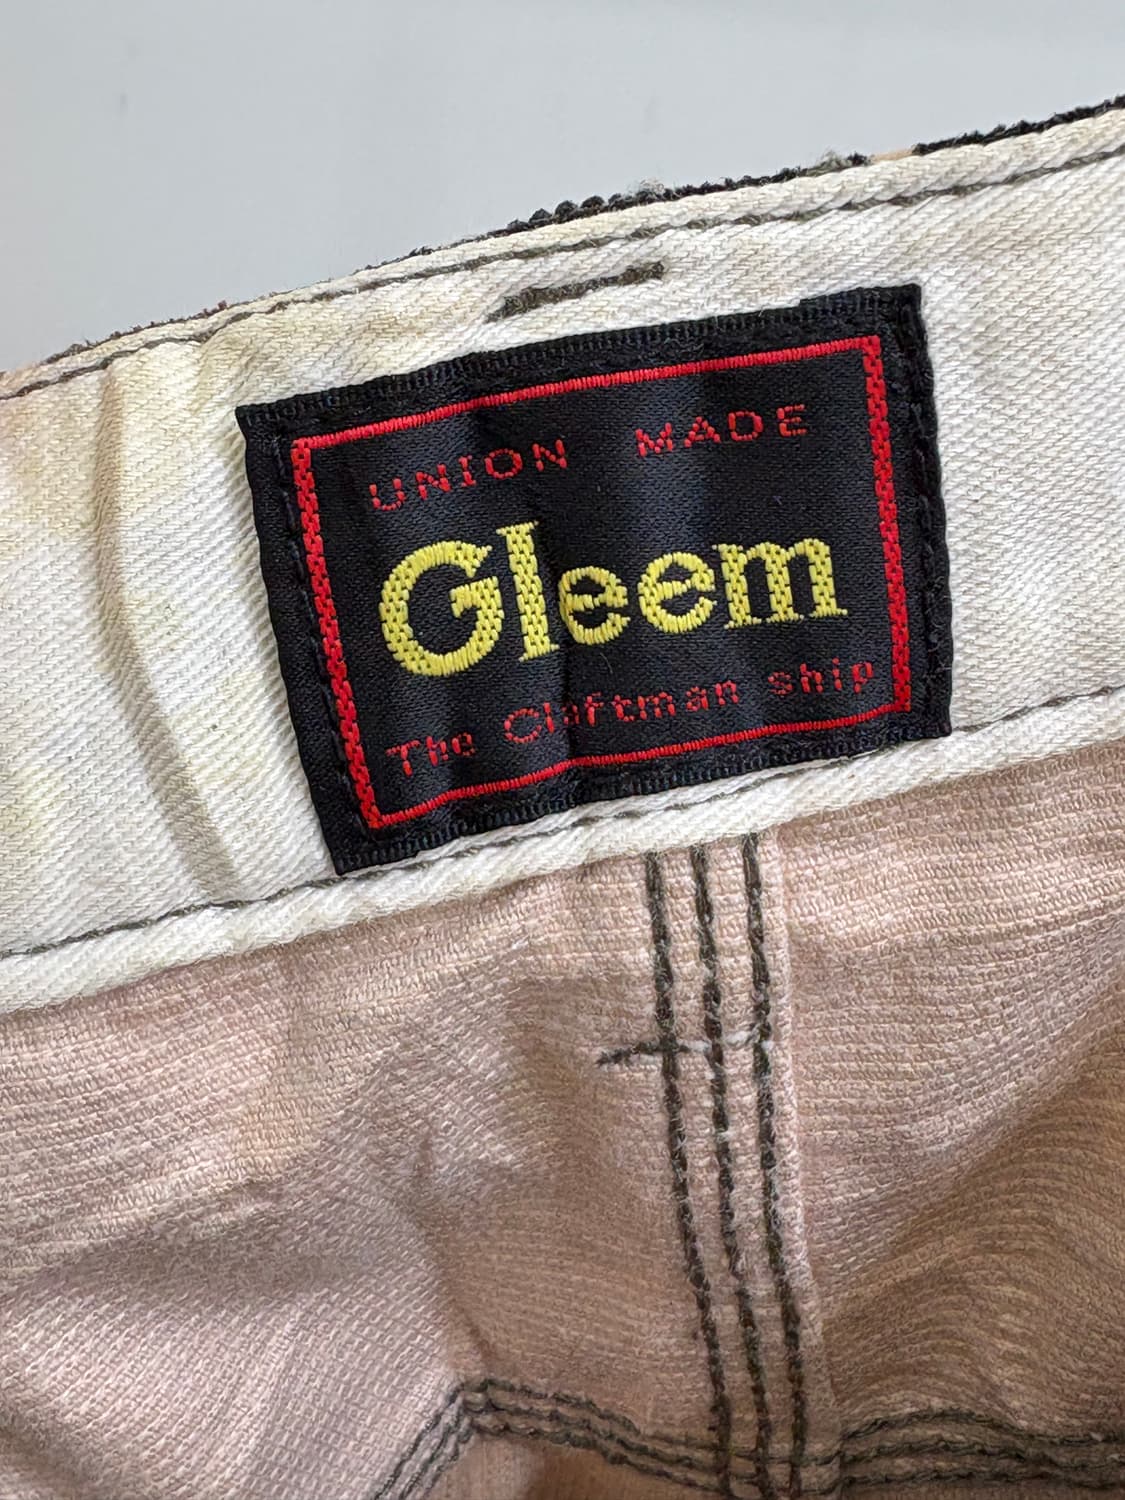 UNION MADE
Gleem
The Claftman ship